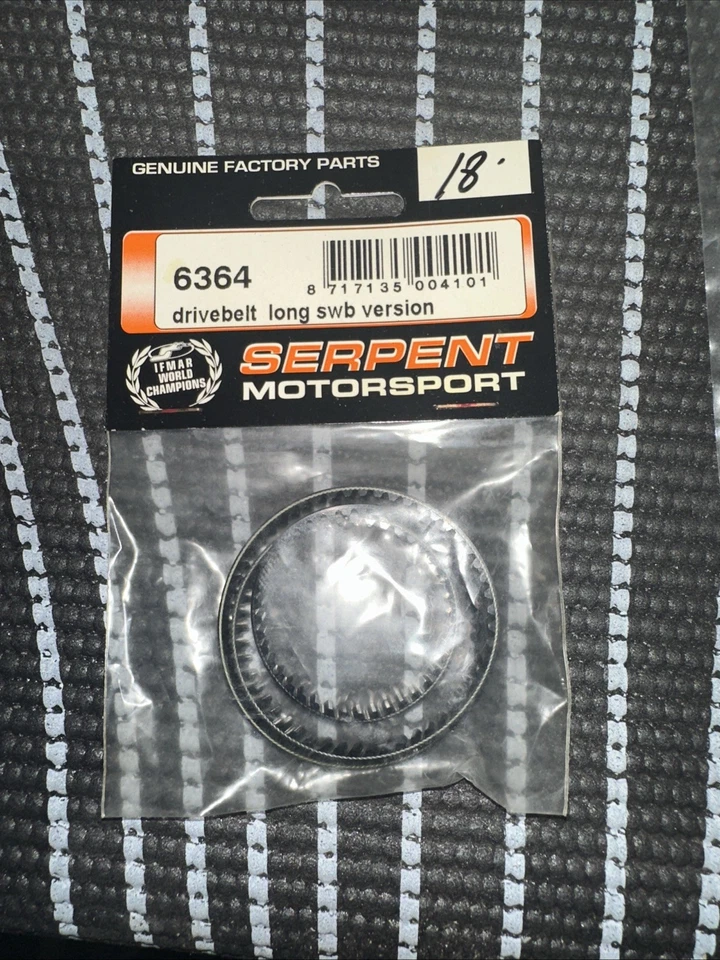 GENUINE FACTORY PARTS
18.
6364
8 717135 004101
drivebelt long swb version
IFMAR
WORLD
CHAMPIONS
SERPENT
MOTORSPORT